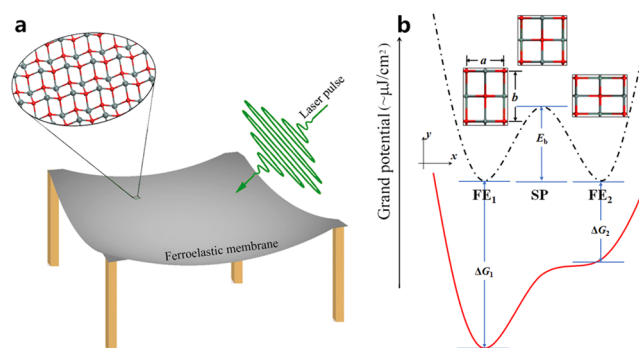 a
Laser pulse
Ferroelastic membrane
b
Grand potential (~μJ/cm²)
a
b
y
x
E_b
FE₁
SP
FE₂
ΔG₁
ΔG₂